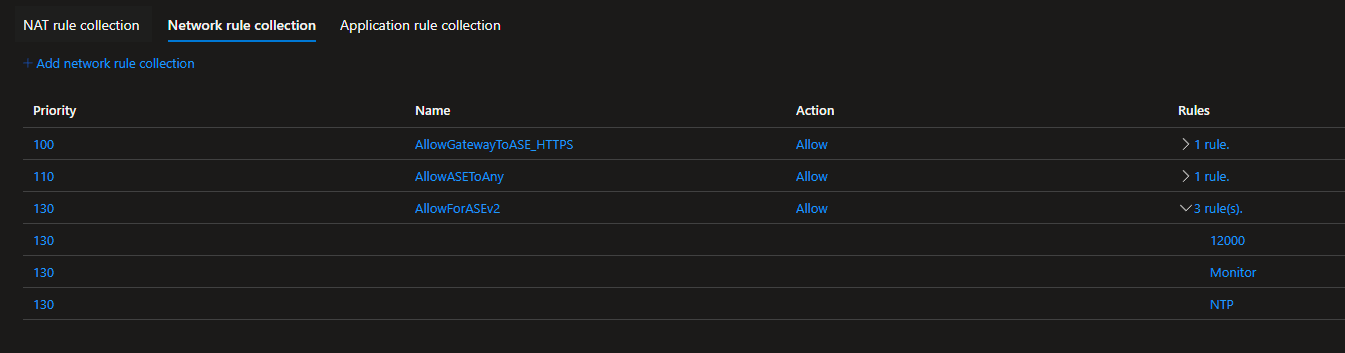 NAT rule collection Network rule collection Application rule collection
+ Add network rule collection
Priority Name Action Rules
100 AllowGatewayToASE_HTTPS Allow 1 rule.
110 AllowASEToAny Allow 1 rule.
130 AllowForASEv2 Allow 3 rule(s).
130 12000
130 Monitor
130 NTP